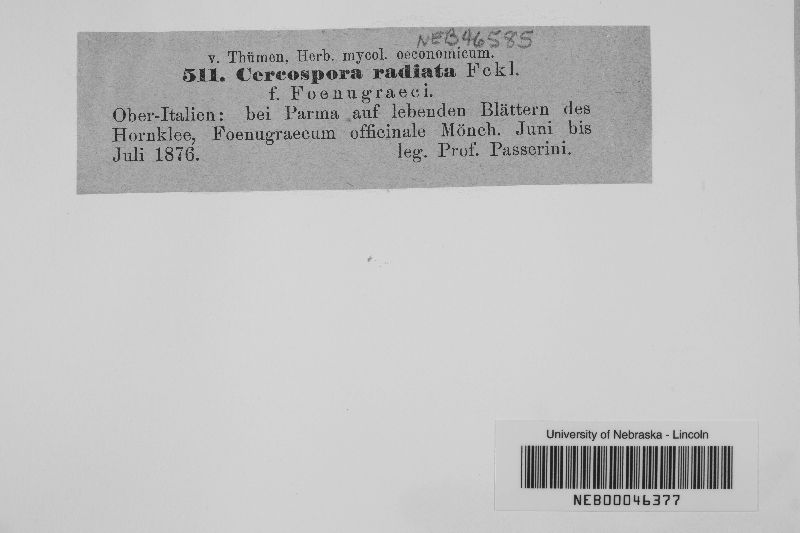 NEB46585
v. Thümen, Herb. mycol. oeconomicum.
511. Cercospora radiata Fckl.
f. Foenugraeci.
Ober-Italien: bei Parma auf lebenden Blättern des
Hornklee, Foenugraecum officinale Mönch. Juni bis
Juli 1876. leg. Prof. Passerini.
University of Nebraska - Lincoln
NEB00046377